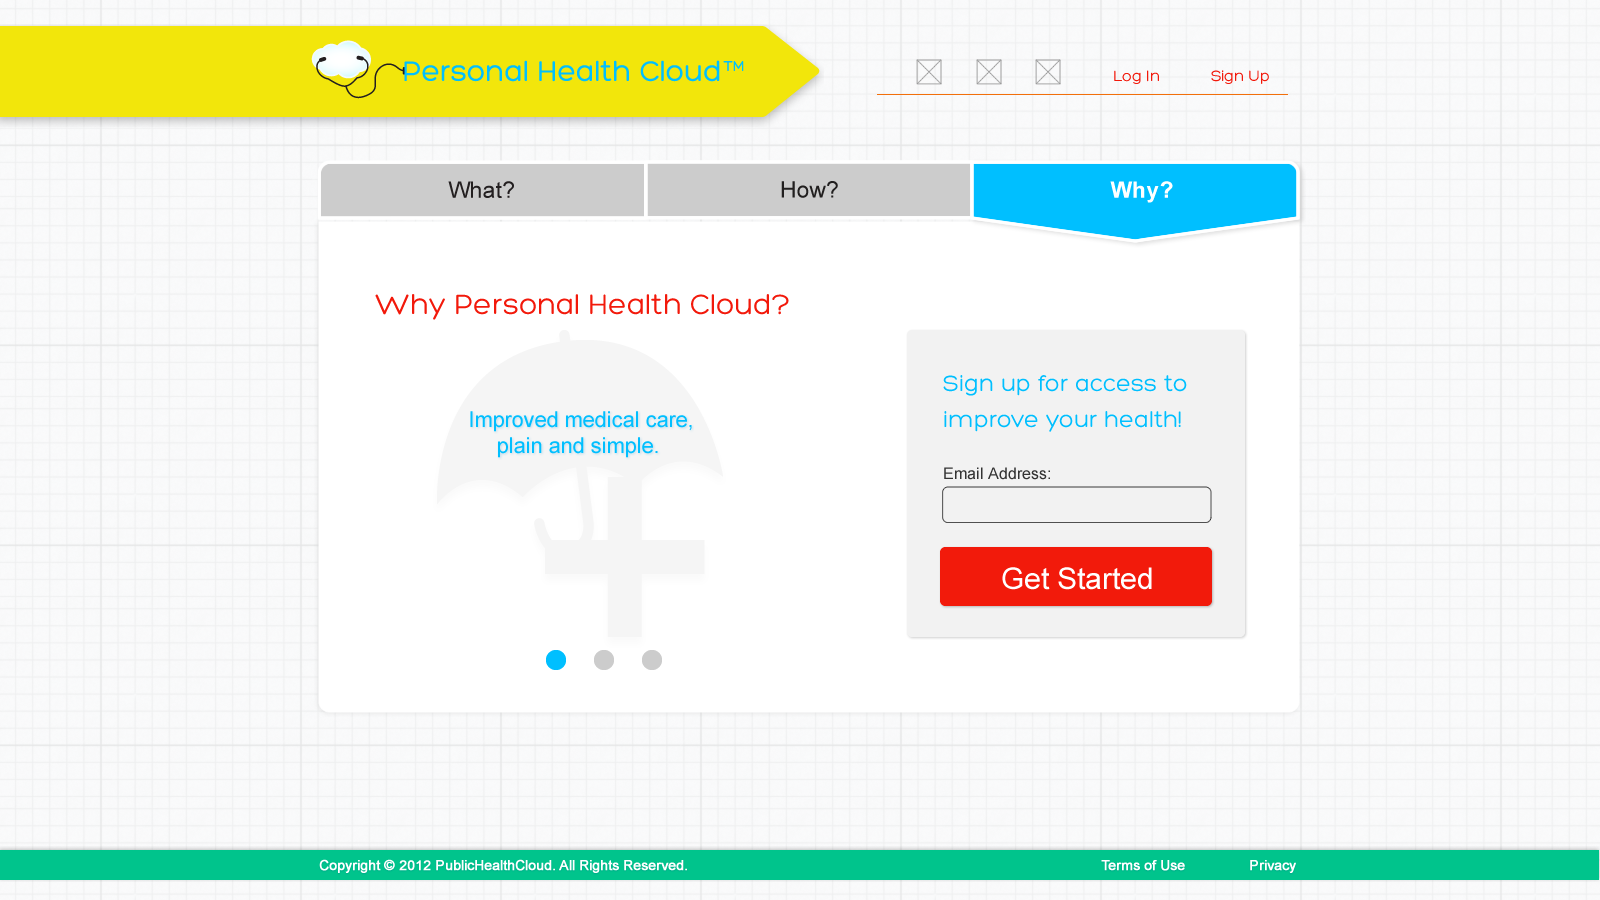 Personal Health Cloud™
Log In
Sign Up
What?
How?
Why?
Why Personal Health Cloud?
Improved medical care,
plain and simple.
Sign up for access to
improve your health!
Email Address:
Get Started
Copyright © 2012 PublicHealthCloud. All Rights Reserved.
Terms of Use
Privacy